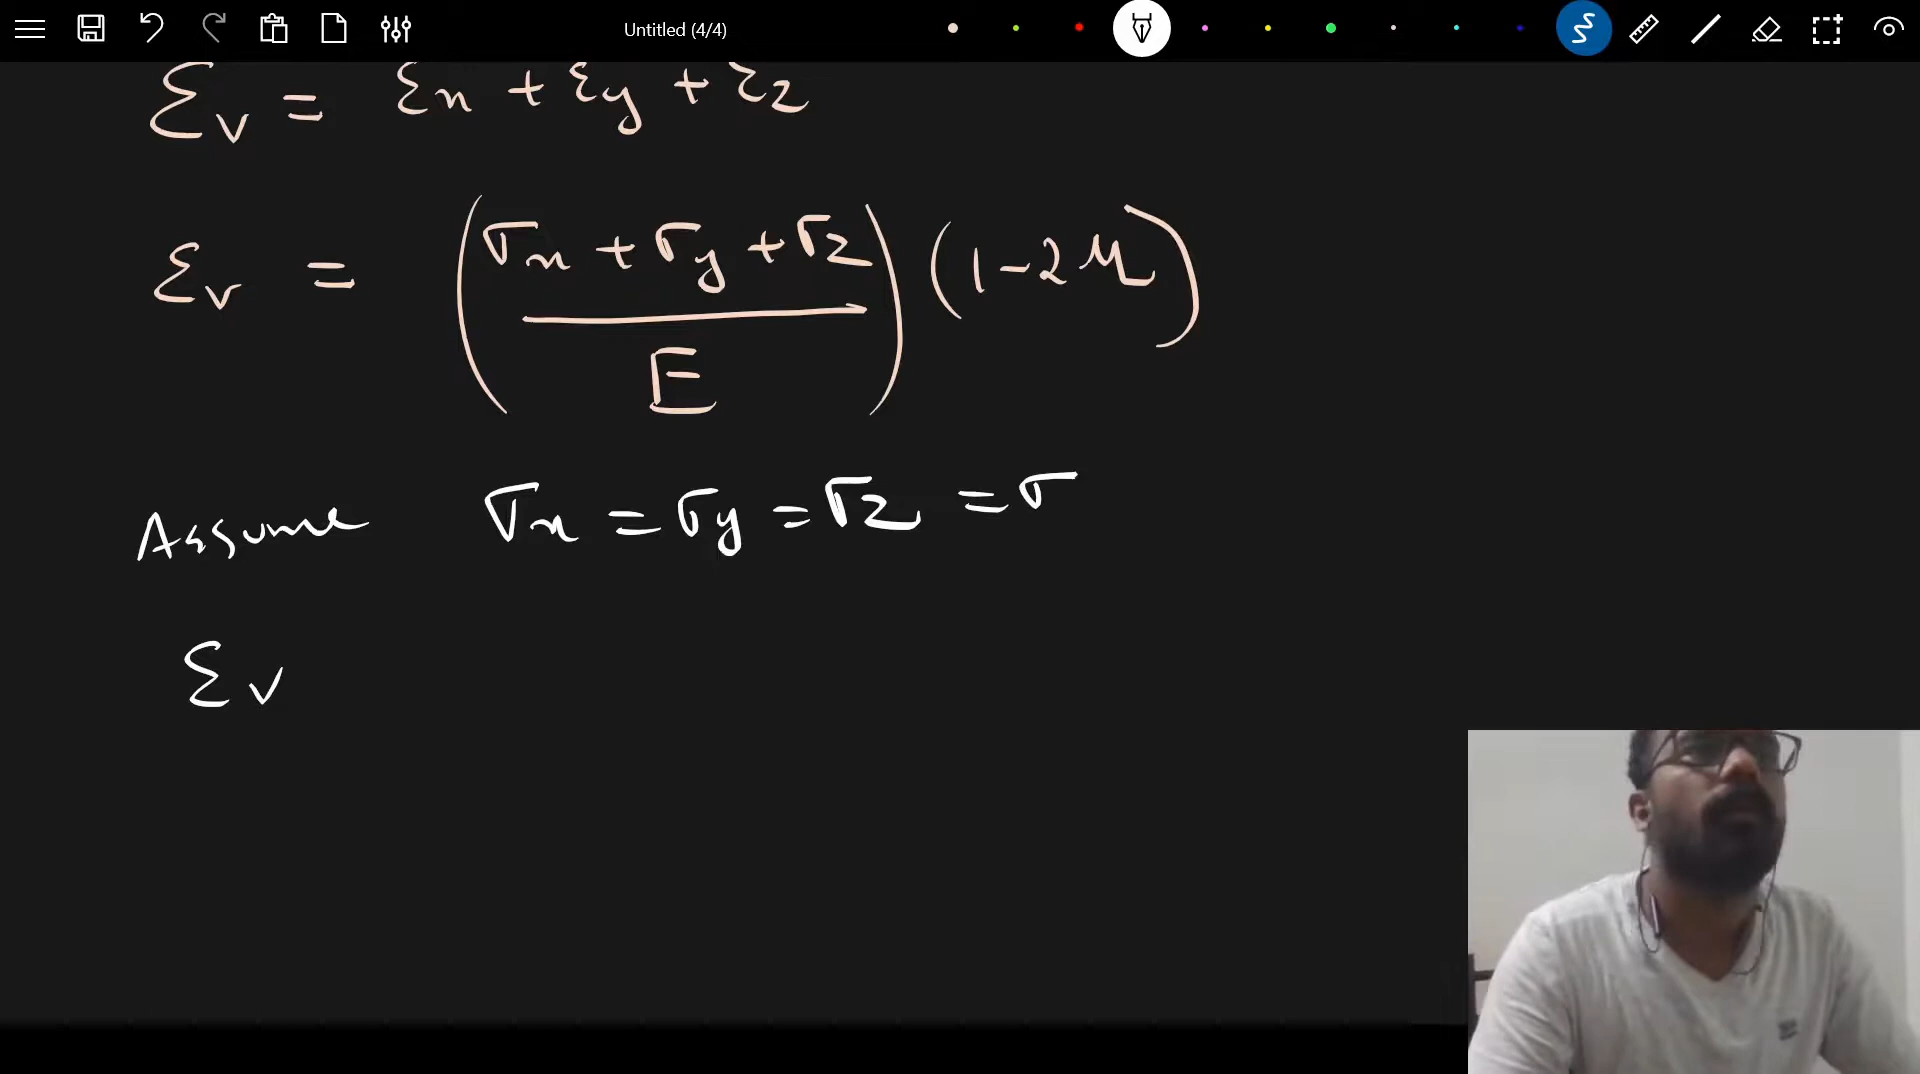 Untitled (4/4)
εv = εx + εy + εz
εv = (σx + σy + σz / E) (1 - 2μ)
Assume σx = σy = σz = σ
εv